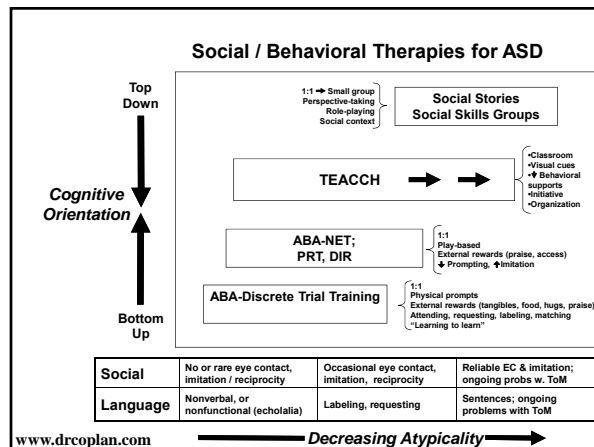 Social / Behavioral Therapies for ASD
Top
Down
Cognitive
Orientation
Bottom
Up
1:1 ➡ Small group
Perspective-taking
Role-playing
Social context
Social Stories
Social Skills Groups
TEACCH
•Classroom
•Visual cues
•⬇ Behavioral
supports
•Initiative
•Organization
ABA-NET;
PRT, DIR
1:1
Play-based
External rewards (praise, access)
⬇ Prompting, ⬆Imitation
ABA-Discrete Trial Training
1:1
Physical prompts
External rewards (tangibles, food, hugs, praise)
Attending, requesting, labeling, matching
“Learning to learn”
Social
No or rare eye contact,
imitation / reciprocity
Occasional eye contact,
imitation, reciprocity
Reliable EC & imitation;
ongoing probs w. ToM
Language
Nonverbal, or
nonfunctional (echolalia)
Labeling, requesting
Sentences; ongoing
problems with ToM
www.drcoplan.com
Decreasing Atypicality